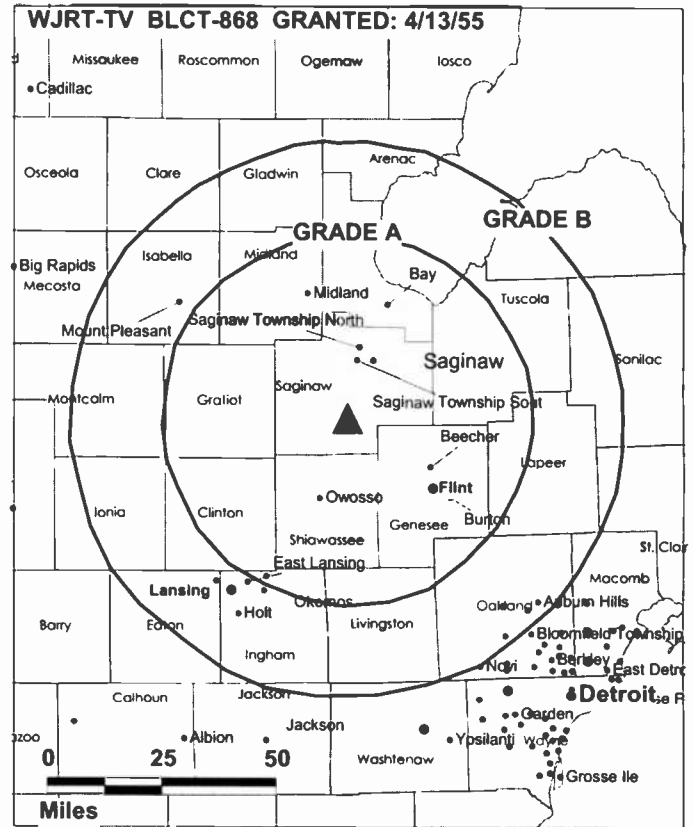 WJRT-TV BLCT-868 GRANTED: 4/13/55
Missaukee Roscommon Ogemaw Iosco
Cadillac
Arenac
Osceola Clare Gladwin
GRADE B
GRADE A
Isabella Midland
Big Rapids
Mecosta
Bay
Midland
Tuscola
Mount Pleasant
Saginaw Township North
Saginaw
Sanilac
Saginaw
Montcalm Gratiot
Saginaw Township Sout
Beecher
Lapeer
Flint
Owosso
Ionia Clinton
Genesee Burton
Shiawassee
St. Clair
East Lansing
Macomb
Lansing
Okemos
Oakland Auburn Hills
Holt
Barry Eaton
Livingston
Bloomfield Township
Ingham
Novi
Berkley
East Detro
Calhoun
Jackson
Detroit
se P
Jackson
Garden
zoo
Albion
Ypsilanti
Wayne
Washtenaw
0 25 50
Grosse Ile
Miles